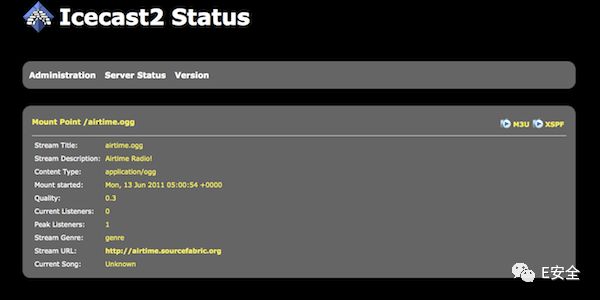 Icecast2 Status
Administration Server Status Version
Mount Point /airtime.ogg M3U XSPF
Stream Title: airtime.ogg
Stream Description: Airtime Radio!
Content Type: application/ogg
Mount started: Mon, 13 Jun 2011 05:00:54 +0000
Quality: 0.3
Current Listeners: 0
Peak Listeners: 1
Stream Genre: genre
Stream URL: http://airtime.sourcefabric.org
Current Song: Unknown
E安全